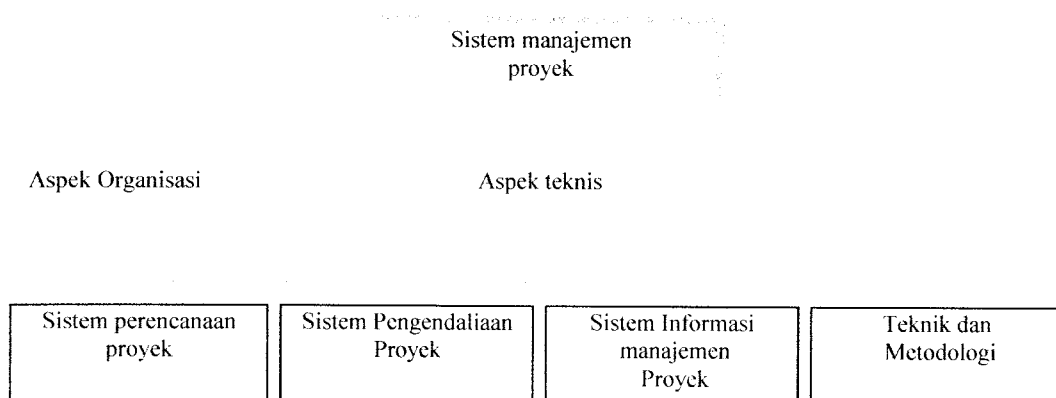 Sistem manajemen
proyek
Aspek Organisasi
Aspek teknis
Sistem perencanaan
proyek
Sistem Pengendaliaan
Proyek
Sistem Informasi
manajemen
Proyek
Teknik dan
Metodologi